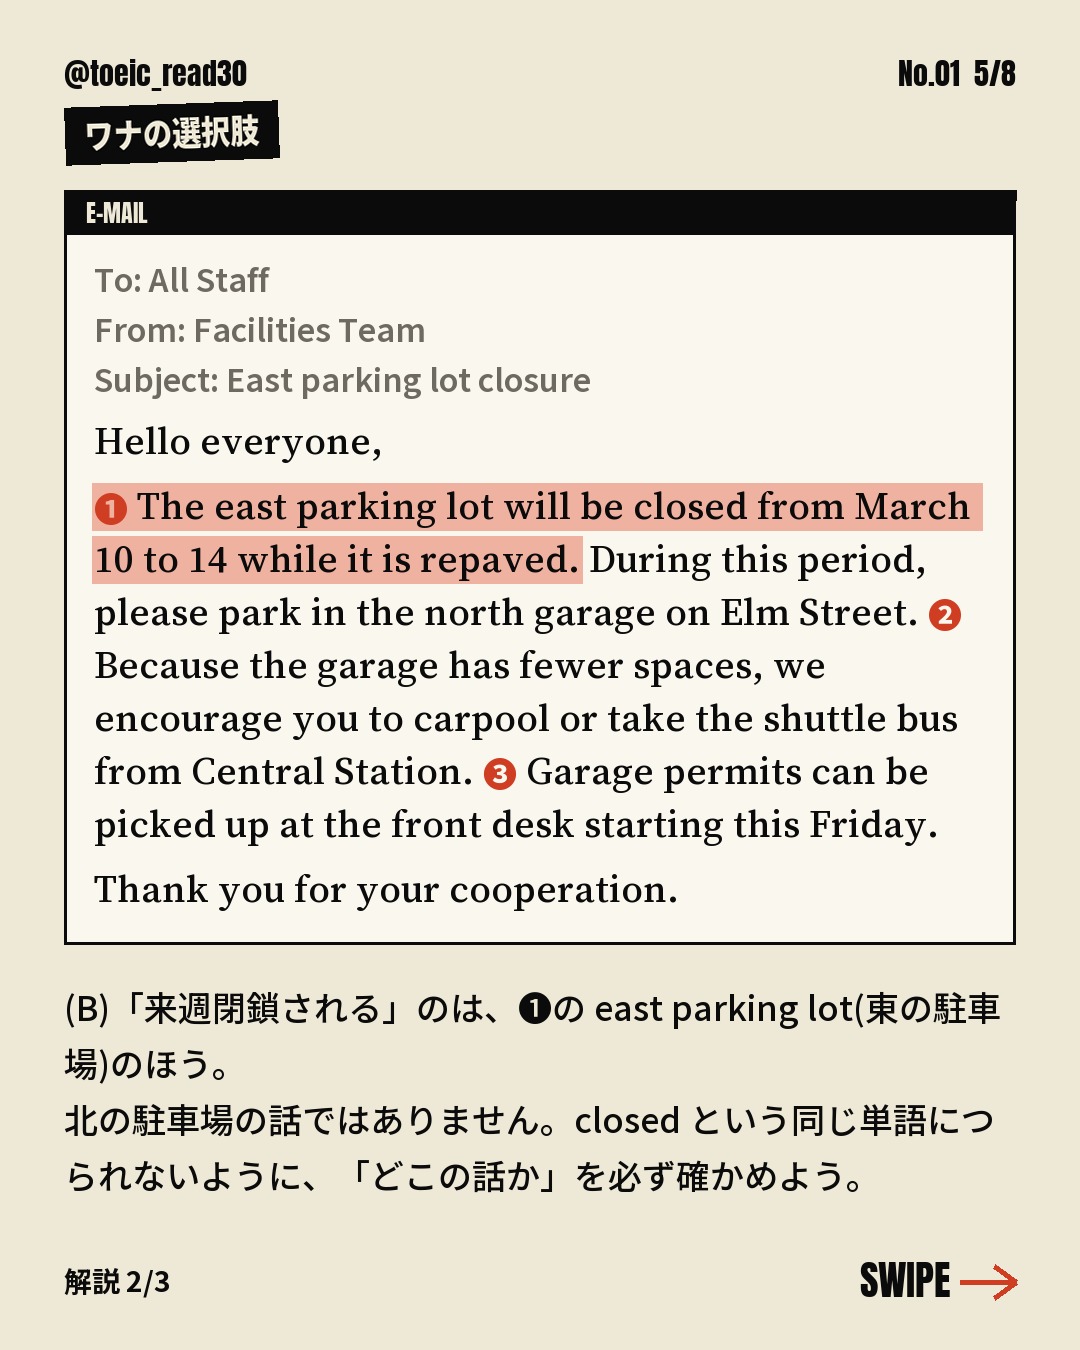 @toeic_read30
No.01 5/8
ワナの選択肢
E-MAIL
To: All Staff
From: Facilities Team
Subject: East parking lot closure
Hello everyone,
❶ The east parking lot will be closed from March
10 to 14 while it is repaved. During this period,
please park in the north garage on Elm Street. ❷
Because the garage has fewer spaces, we
encourage you to carpool or take the shuttle bus
from Central Station. ❸ Garage permits can be
picked up at the front desk starting this Friday.
Thank you for your cooperation.
(B)「来週閉鎖される」のは、❶の east parking lot(東の駐車
場)のほう。
北の駐車場の話ではありません。closed という同じ単語につ
られないように、「どこの話か」を必ず確かめよう。
解説 2/3
SWIPE →